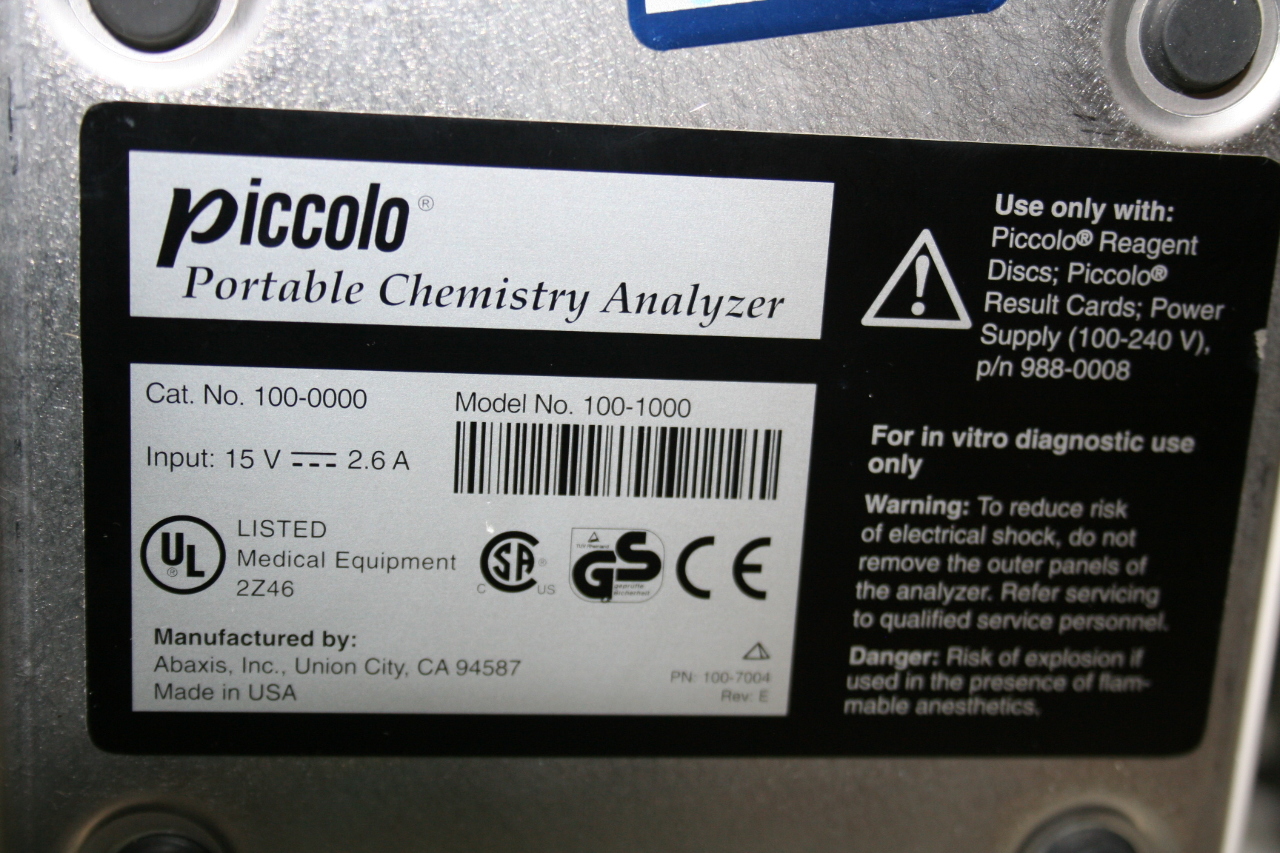 Piccolo®
Portable Chemistry Analyzer
Cat. No. 100-0000
Model No. 100-1000
Input: 15 V 2.6 A
UL®
LISTED
Medical Equipment
2Z46
C SA® US
GS
geprüfte
Sicherheit
CE
Manufactured by:
Abaxis, Inc., Union City, CA 94587
Made in USA
PN: 100-7004
Rev: E
Use only with:
Piccolo® Reagent
Discs; Piccolo®
Result Cards; Power
Supply (100-240 V),
p/n 988-0008
For in vitro diagnostic use
only
Warning: To reduce risk
of electrical shock, do not
remove the outer panels of
the analyzer. Refer servicing
to qualified service personnel.
Danger: Risk of explosion if
used in the presence of flam-
mable anesthetics.